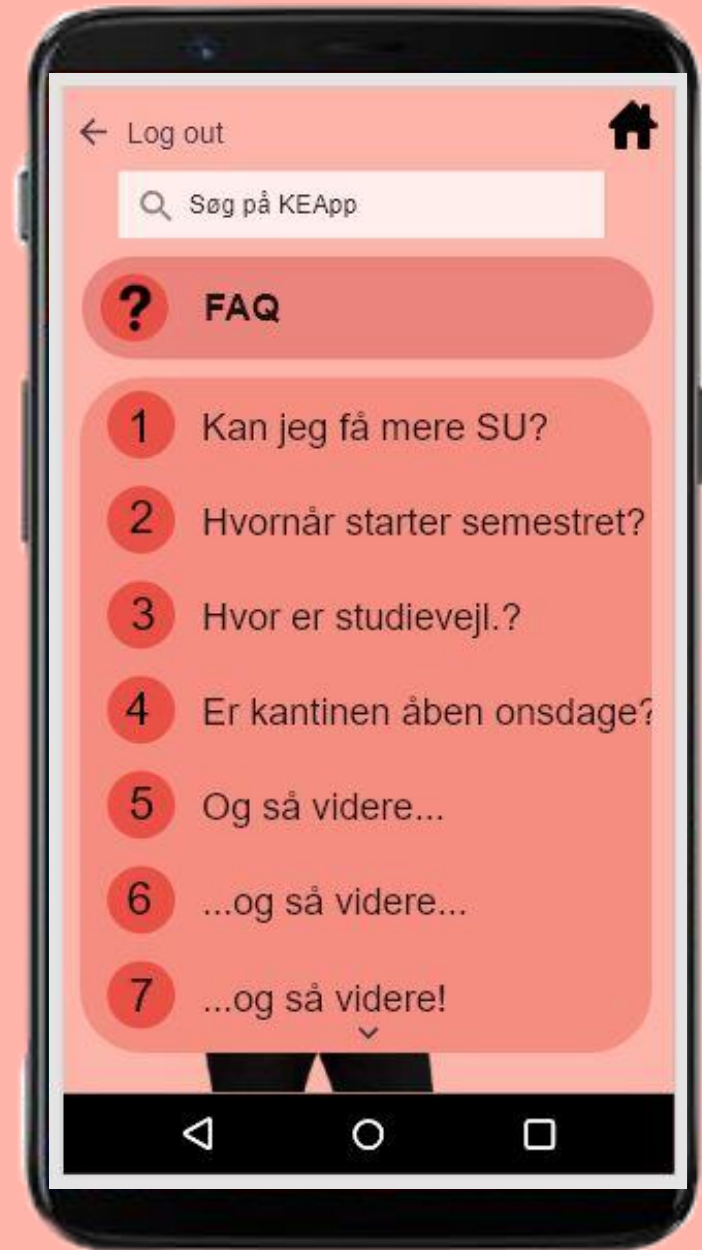 Log out
Søg på KEApp
? FAQ
1 Kan jeg få mere SU?
2 Hvornår starter semestret?
3 Hvor er studievejl.?
4 Er kantinen åben onsdage?
5 Og så videre...
6 ...og så videre...
7 ...og så videre!